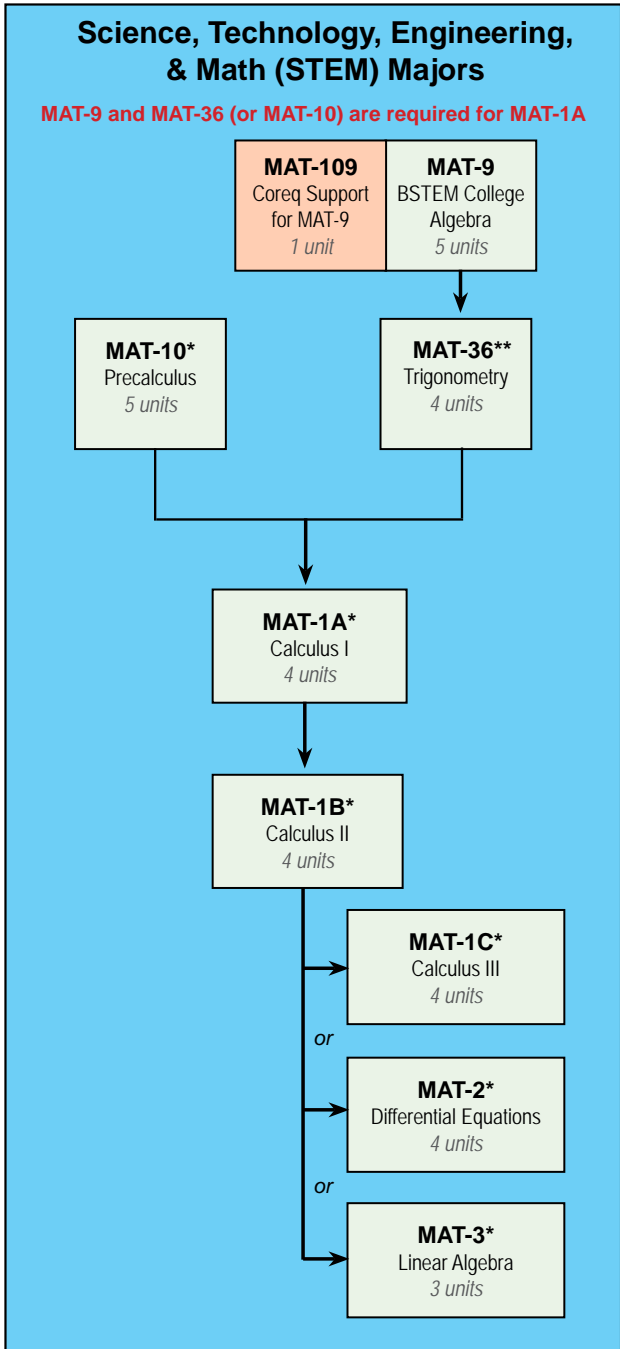 Science, Technology, Engineering,
& Math (STEM) Majors
MAT-9 and MAT-36 (or MAT-10) are required for MAT-1A
MAT-109
Coreq Support
for MAT-9
1 unit
MAT-9
BSTEM College
Algebra
5 units
MAT-10*
Precalculus
5 units
MAT-36**
Trigonometry
4 units
MAT-1A*
Calculus I
4 units
MAT-1B*
Calculus II
4 units
MAT-1C*
Calculus III
4 units
or
MAT-2*
Differential Equations
4 units
or
MAT-3*
Linear Algebra
3 units